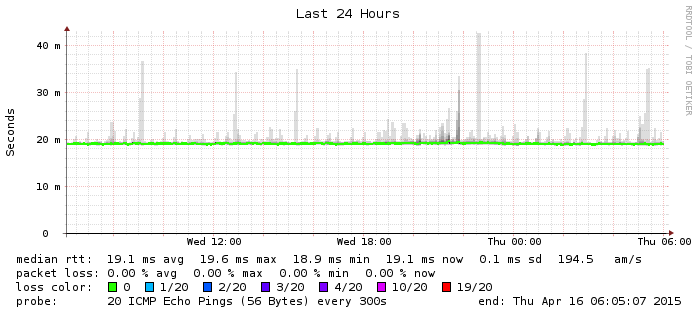 Last 24 Hours
RRDTOOL / TOBI OETIKER
Seconds
40 m
30 m
20 m
10 m
0
Wed 12:00 Wed 18:00 Thu 00:00 Thu 06:00
median rtt: 19.1 ms avg 19.6 ms max 18.9 ms min 19.1 ms now 0.1 ms sd 194.5 am/s
packet loss: 0.00 % avg 0.00 % max 0.00 % min 0.00 % now
loss color: 0 1/20 2/20 3/20 4/20 10/20 19/20
probe: 20 ICMP Echo Pings (56 Bytes) every 300s end: Thu Apr 16 06:05:07 2015